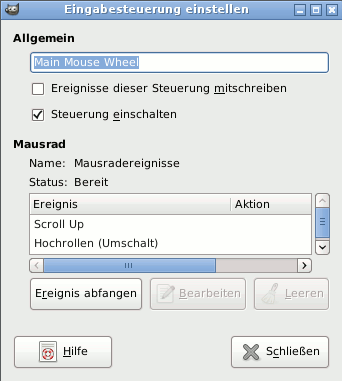 Eingabesteuerung einstellen
Allgemein
Main Mouse Wheel
Ereignisse dieser Steuerung mitschreiben
Steuerung einschalten
Mausrad
Name: Mausradereignisse
Status: Bereit
Ereignis Aktion
Scroll Up
Hochrollen (Umschalt)
Ereignis abfangen Bearbeiten Leeren
Hilfe Schließen